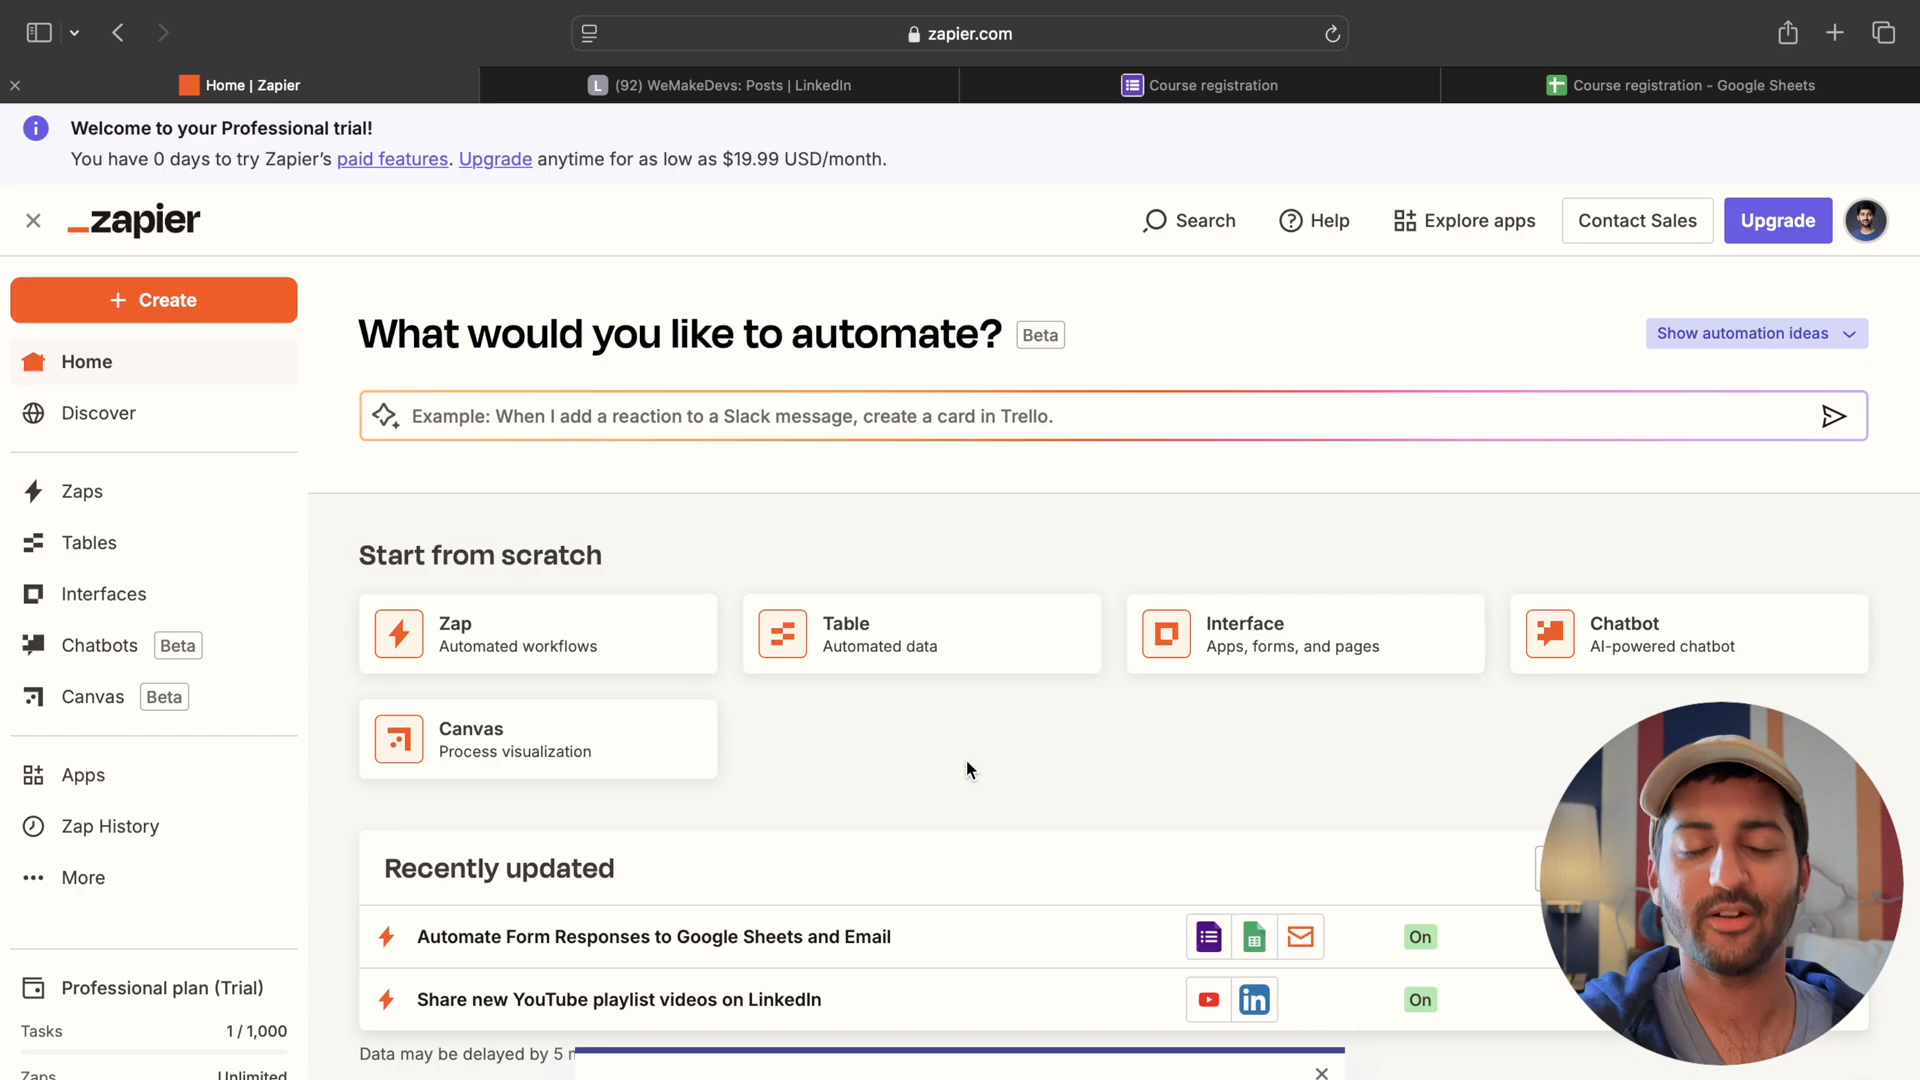 zapier.com
Home | Zapier
L
(92) WeMakeDevs: Posts | LinkedIn
Course registration
Course registration - Google Sheets
Welcome to your Professional trial!
You have 0 days to try Zapier’s paid features. Upgrade anytime for as low as $19.99 USD/month.
zapier
Search
Help
Explore apps
Contact Sales
Upgrade
+ Create
Home
Discover
Zaps
Tables
Interfaces
Chatbots Beta
Canvas Beta
Apps
Zap History
More
Professional plan (Trial)
Tasks 1 / 1,000
Zaps Unlimited
What would you like to automate? Beta
Show automation ideas
Example: When I add a reaction to a Slack message, create a card in Trello.
Start from scratch
Zap
Automated workflows
Table
Automated data
Interface
Apps, forms, and pages
Chatbot
AI-powered chatbot
Canvas
Process visualization
Recently updated
Automate Form Responses to Google Sheets and Email
On
Share new YouTube playlist videos on LinkedIn
in
On
Data may be delayed by 5